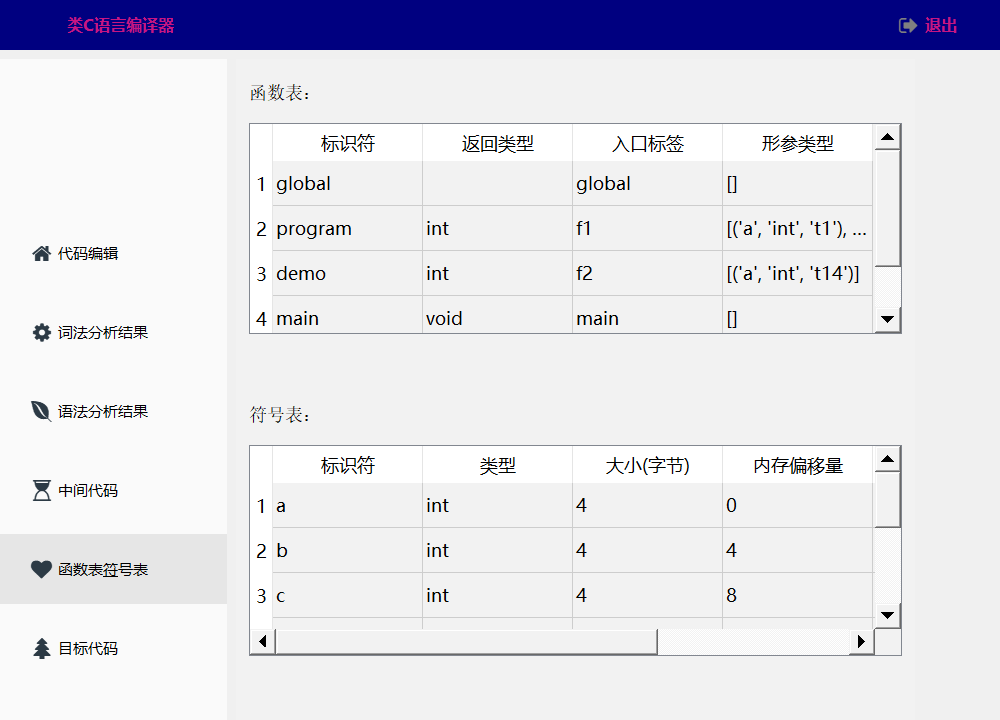 类C语言编译器
退出
代码编辑
词法分析结果
语法分析结果
中间代码
函数表符号表
目标代码
函数表:
标识符 返回类型 入口标签 形参类型
1 global global []
2 program int f1 [('a', 'int', 't1'), ...
3 demo int f2 [('a', 'int', 't14')]
4 main void main []
符号表:
标识符 类型 大小(字节) 内存偏移量
1 a int 4 0
2 b int 4 4
3 c int 4 8